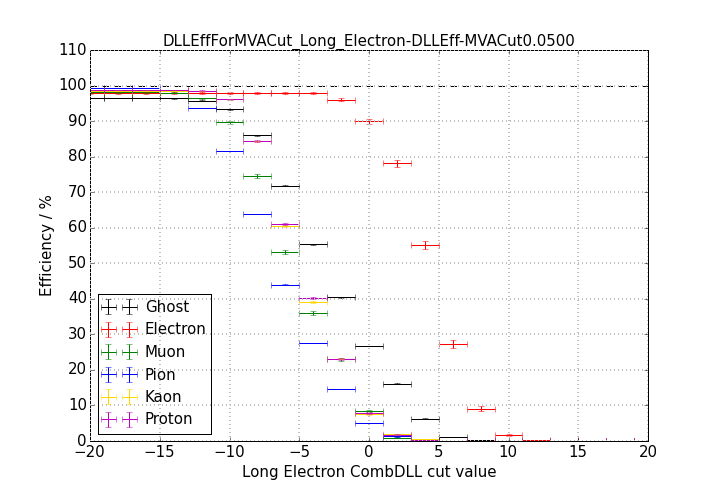 DLLEffForMVACut_Long_Electron-DLLEff-MVACut0.0500
110
100
90
80
70
60
50
40
30
20
10
0
Efficiency / %
Ghost
Electron
Muon
Pion
Kaon
Proton
−20 −15 −10 −5 0 5 10 15 20
Long Electron CombDLL cut value